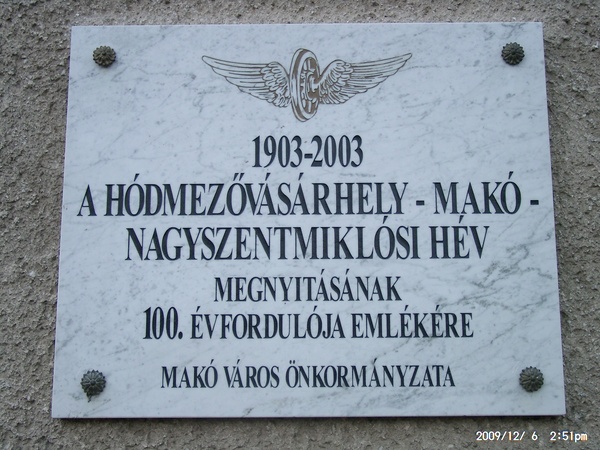 1903-2003
A HÓDMEZŐVÁSÁRHELY - MAKÓ -
NAGYSZENTMIKLÓSI HÉV
MEGNYITÁSÁNAK
100. ÉVFORDULÓJA EMLÉKÉRE
MAKÓ VÁROS ÖNKORMÁNYZATA
2009/12/ 6 2:51pm